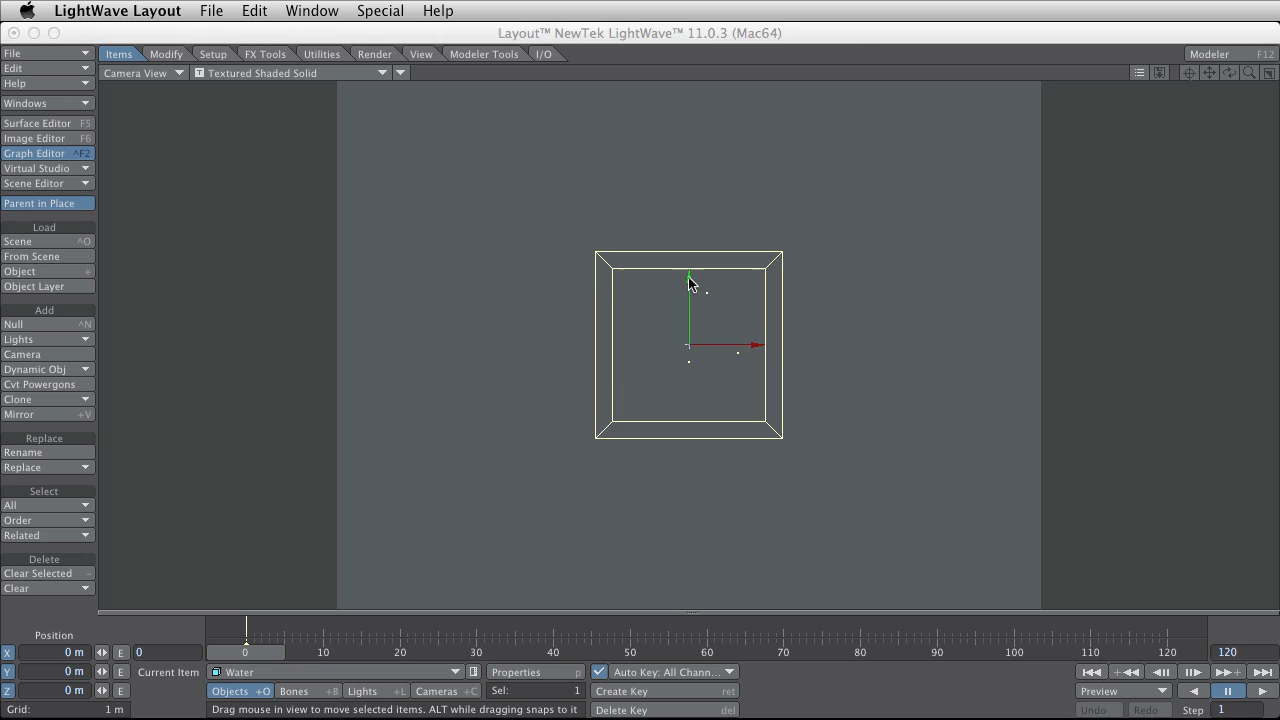 LightWave Layout File Edit Window Special Help
Layout™ NewTek LightWave™ 11.0.3 (Mac64)
File
Items Modify Setup FX Tools Utilities Render View Modeler Tools I/O Modeler F12
Edit
Camera View T Textured Shaded Solid
Help
Windows
Surface Editor F5
Image Editor F6
Graph Editor ^F2
Virtual Studio
Scene Editor
Parent in Place
Load
Scene ^O
From Scene
Object +
Object Layer
Add
Null ^N
Lights
Camera
Dynamic Obj
Cvt Powergons
Clone
Mirror +V
Replace
Rename
Replace
Select
All
Order
Related
Delete
Clear Selected -
Clear
Position
X 0 m E 0 0 10 20 30 40 50 60 70 80 90 100 110 120 120
Y 0 m E Current Item Water Properties p Auto Key: All Chann...
Z 0 m E Objects +O Bones +B Lights +L Cameras +C Sel: 1 Create Key ret Preview
Grid: 1 m Drag mouse in view to move selected items. ALT while dragging snaps to it Delete Key del Undo Redo Step 1